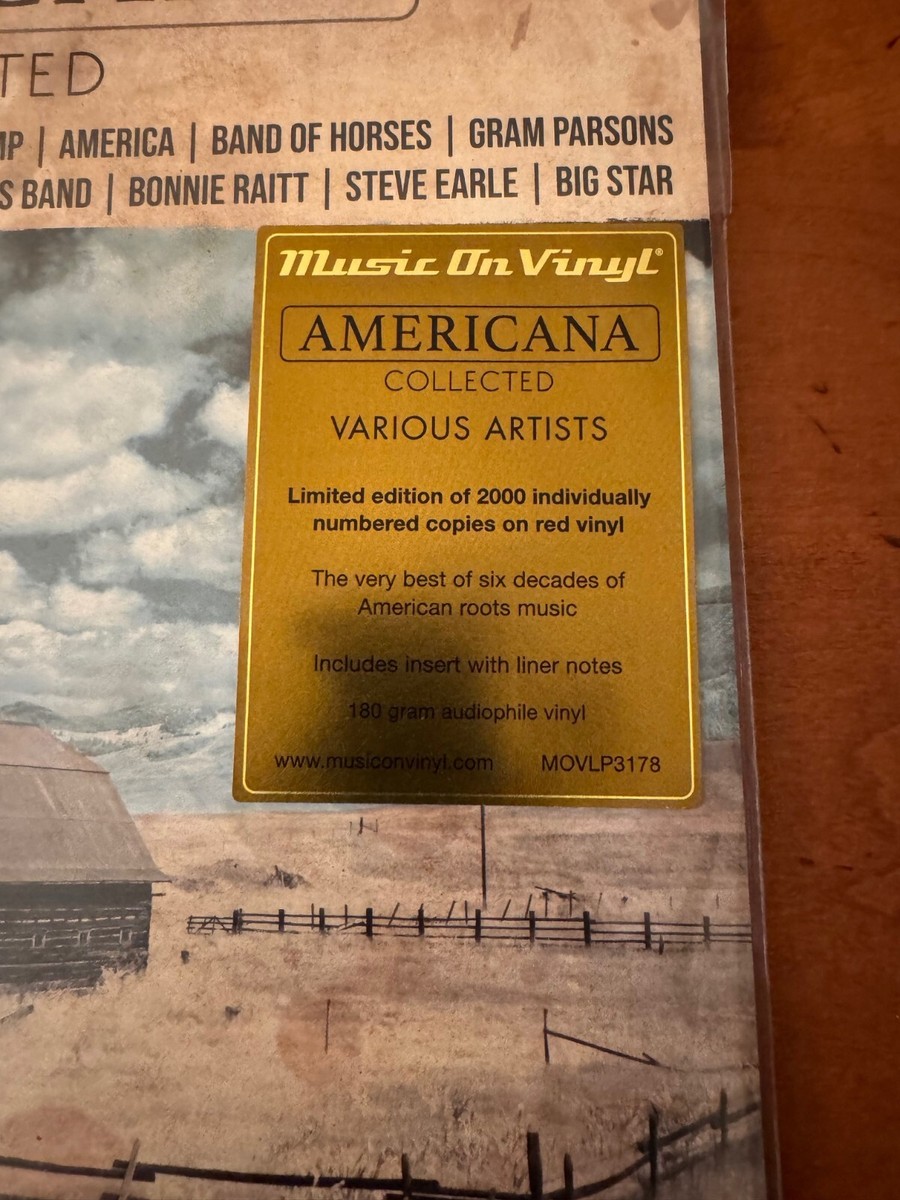 TED
MP | AMERICA | BAND OF HORSES | GRAM PARSONS
S BAND | BONNIE RAITT | STEVE EARLE | BIG STAR
Music On Vinyl®
AMERICANA
COLLECTED
VARIOUS ARTISTS
Limited edition of 2000 individually
numbered copies on red vinyl
The very best of six decades of
American roots music
Includes insert with liner notes
180 gram audiophile vinyl
www.musiconvinyl.com MOVLP3178